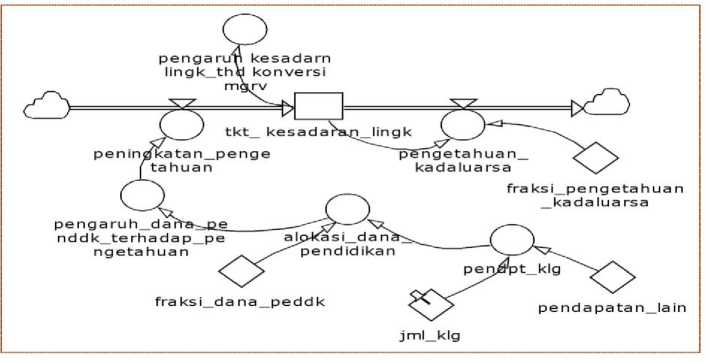 pengaruh kesadarn
lingk_thd konversi
mgrv
tkt_ kesadaran_lingk
peningkatan_penge
tahuan
pengetahuan_
kadaluarsa
fraksi_pengetahuan
_kadaluarsa
pengaruh_dana_pe
nddk_terhadap_pe
ngetahuan
alokasi_dana_
pendidikan
pendpt_klg
fraksi_dana_peddk
pendapatan_lain
jml_klg